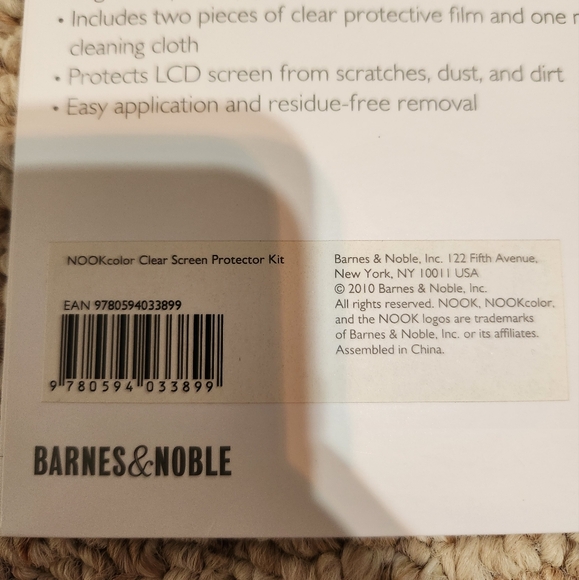 • Includes two pieces of clear protective film and one
cleaning cloth
• Protects LCD screen from scratches, dust, and dirt
• Easy application and residue-free removal
NOOKcolor Clear Screen Protector Kit
EAN 9780594033899
9 780594 033899
Barnes & Noble, Inc. 122 Fifth Avenue,
New York, NY 10011 USA
© 2010 Barnes & Noble, Inc.
All rights reserved. NOOK, NOOKcolor,
and the NOOK logos are trademarks
of Barnes & Noble, Inc. or its affiliates.
Assembled in China.
BARNES&NOBLE